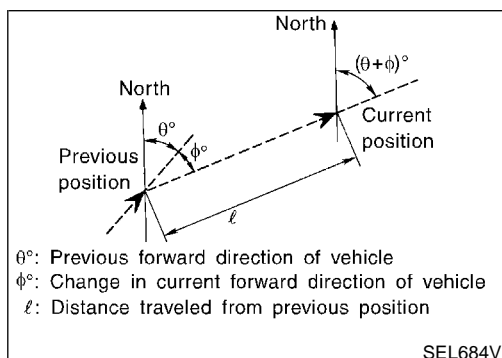 North
(θ+ϕ)°
North
θ°
ϕ°
Previous
position
Current
position
ℓ
θ°: Previous forward direction of vehicle
ϕ°: Change in current forward direction of vehicle
ℓ: Distance traveled from previous position
SEL684V